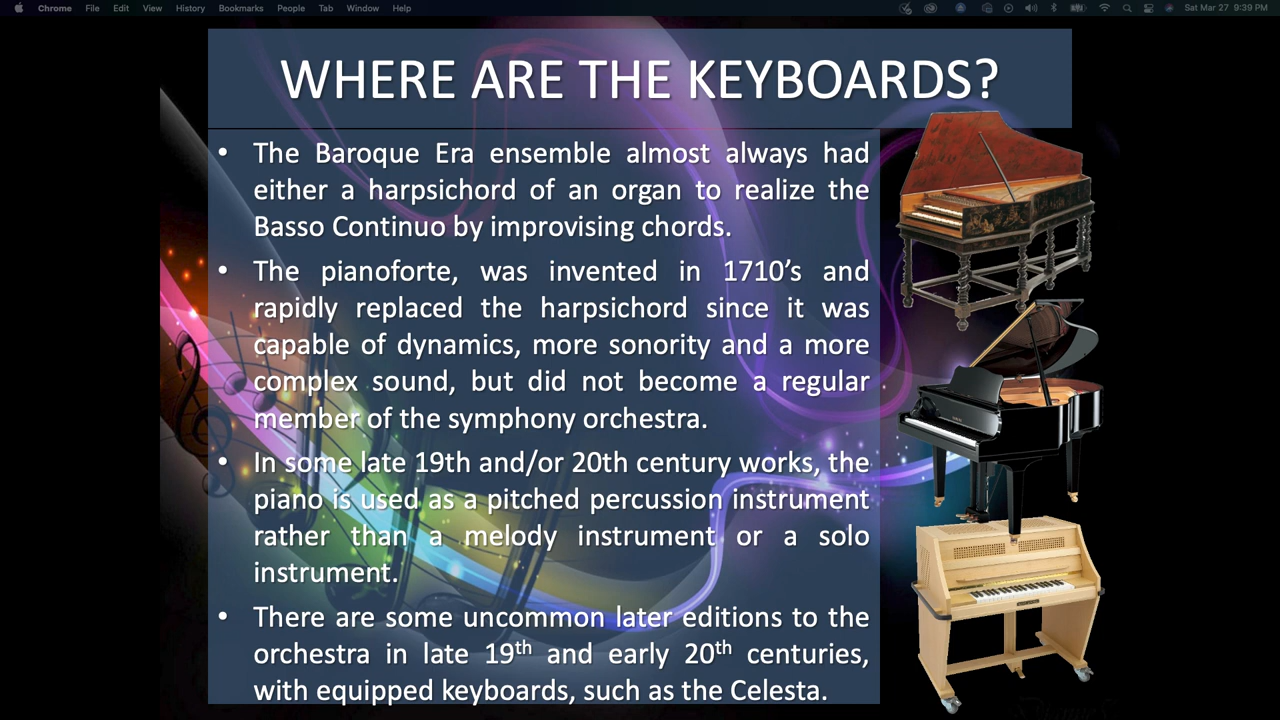 Chrome File Edit View History Bookmarks People Tab Window Help Sat Mar 27 9:39 PM
WHERE ARE THE KEYBOARDS?
• The Baroque Era ensemble almost always had
either a harpsichord of an organ to realize the
Basso Continuo by improvising chords.
• The pianoforte, was invented in 1710’s and
rapidly replaced the harpsichord since it was
capable of dynamics, more sonority and a more
complex sound, but did not become a regular
member of the symphony orchestra.
• In some late 19th and/or 20th century works, the
piano is used as a pitched percussion instrument
rather than a melody instrument or a solo
instrument.
• There are some uncommon later editions to the
orchestra in late 19th and early 20th centuries,
with equipped keyboards, such as the Celesta.